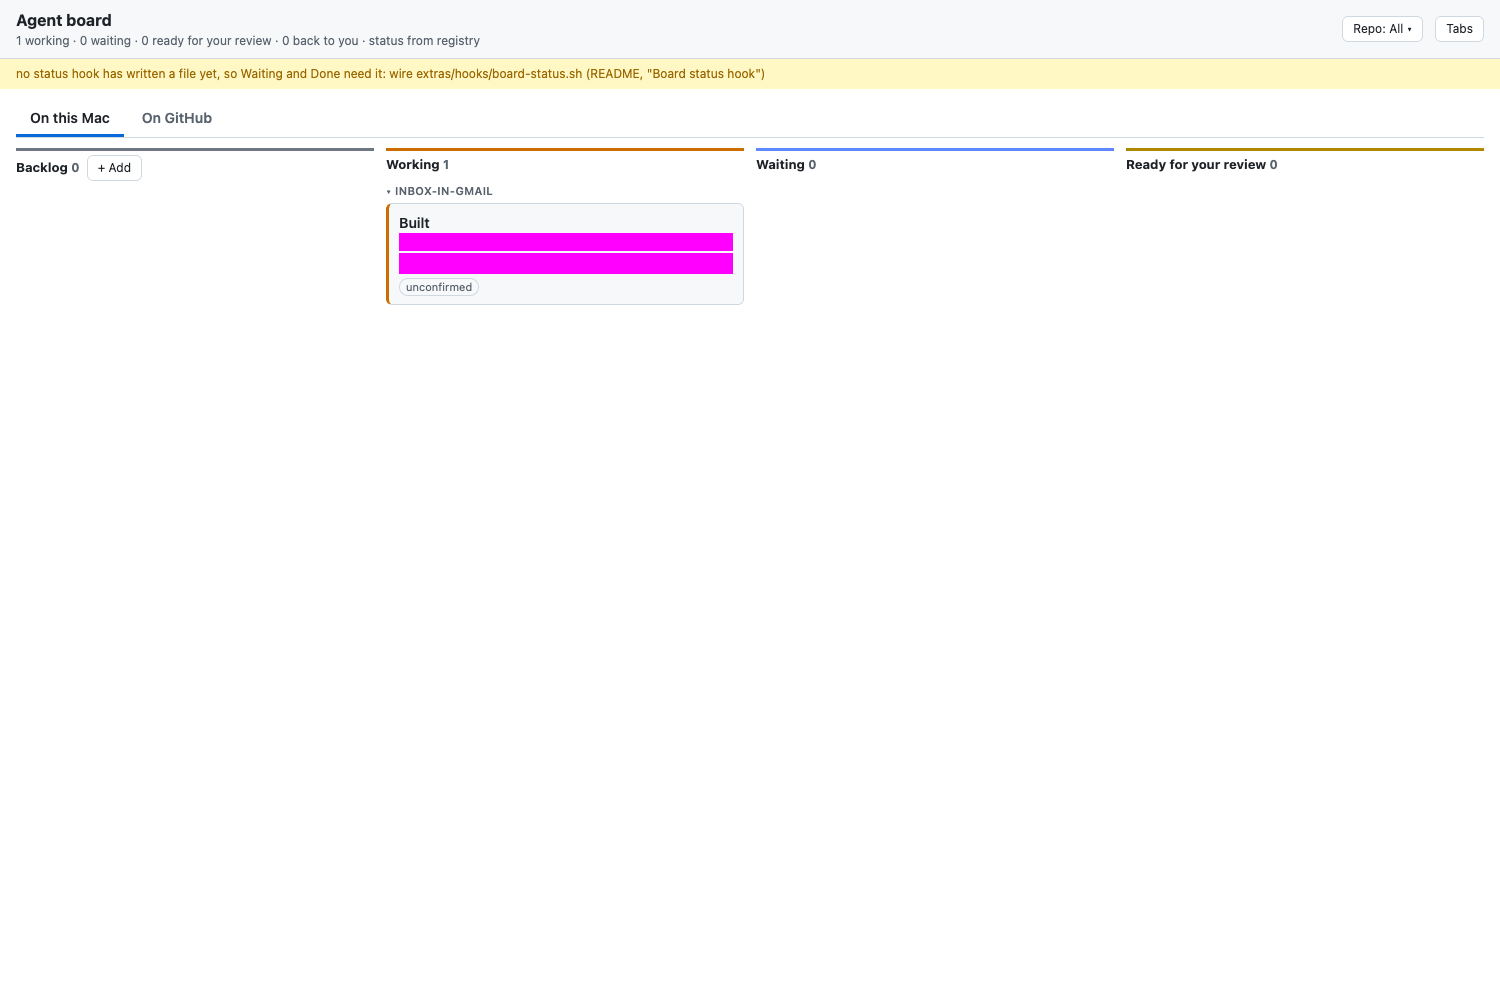 Agent board
1 working · 0 waiting · 0 ready for your review · 0 back to you · status from registry
Repo: All ▾
Tabs
no status hook has written a file yet, so Waiting and Done need it: wire extras/hooks/board-status.sh (README, "Board status hook")
On this Mac
On GitHub
Backlog 0
+ Add
Working 1
Waiting 0
Ready for your review 0
▾ INBOX-IN-GMAIL
Built
unconfirmed